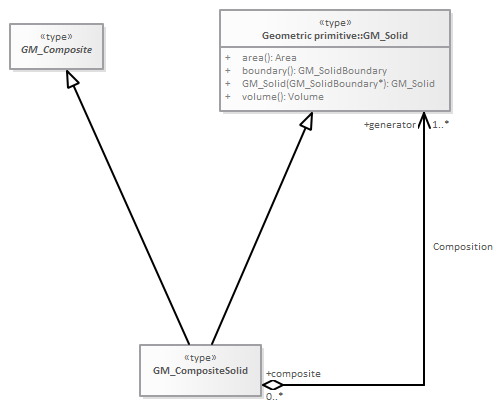 «type»
GM_Composite
«type»
Geometric primitive::GM_Solid
+ area(): Area
+ boundary(): GM_SolidBoundary
+ GM_Solid(GM_SolidBoundary*): GM_Solid
+ volume(): Volume
+generator 1..*
Composition
«type»
GM_CompositeSolid
+composite
0..*